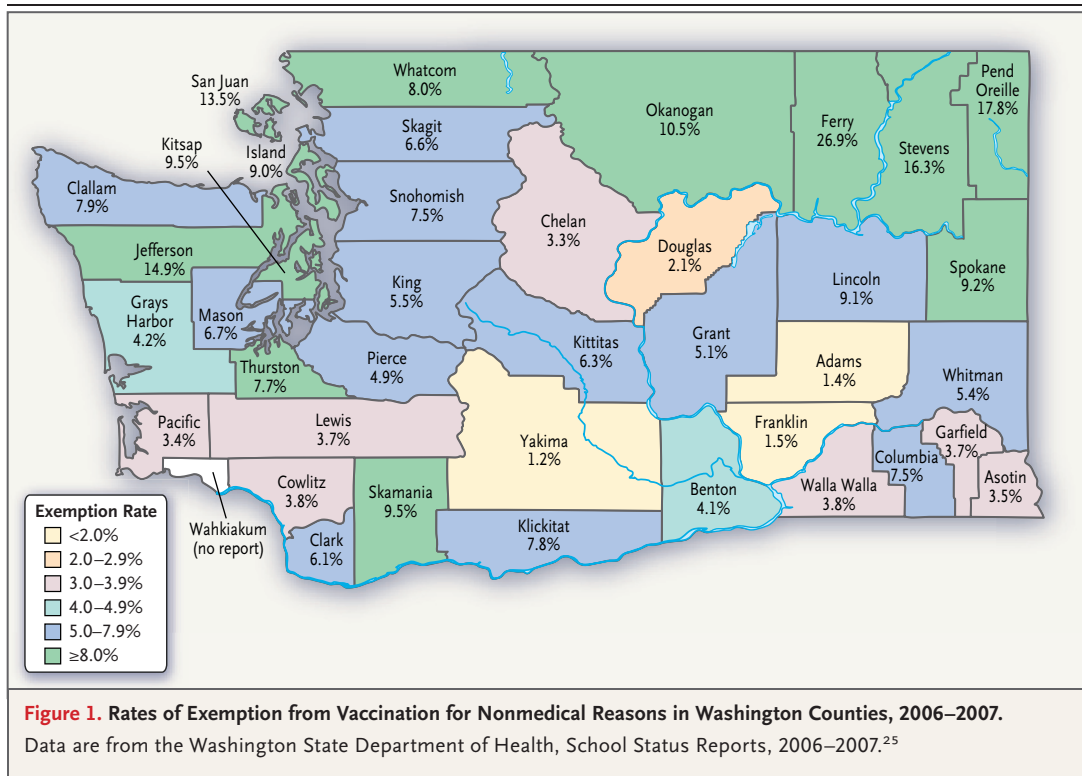 San Juan
13.5%
Whatcom
8.0%
Okanogan
10.5%
Ferry
26.9%
Stevens
16.3%
Pend
Oreille
17.8%
Kitsap
9.5%
Island
9.0%
Skagit
6.6%
Clallam
7.9%
Snohomish
7.5%
Chelan
3.3%
Douglas
2.1%
Jefferson
14.9%
King
5.5%
Lincoln
9.1%
Spokane
9.2%
Grays
Harbor
4.2%
Mason
6.7%
Kittitas
6.3%
Grant
5.1%
Thurston
7.7%
Pierce
4.9%
Adams
1.4%
Whitman
5.4%
Pacific
3.4%
Lewis
3.7%
Yakima
1.2%
Franklin
1.5%
Garfield
3.7%
Columbia
7.5%
Asotin
3.5%
Cowlitz
3.8%
Skamania
9.5%
Benton
4.1%
Walla Walla
3.8%
Wahkiakum
(no report)
Clark
6.1%
Klickitat
7.8%
Exemption Rate
<2.0%
2.0–2.9%
3.0–3.9%
4.0–4.9%
5.0–7.9%
≥8.0%
Figure 1. Rates of Exemption from Vaccination for Nonmedical Reasons in Washington Counties, 2006–2007.
Data are from the Washington State Department of Health, School Status Reports, 2006–2007.²⁵